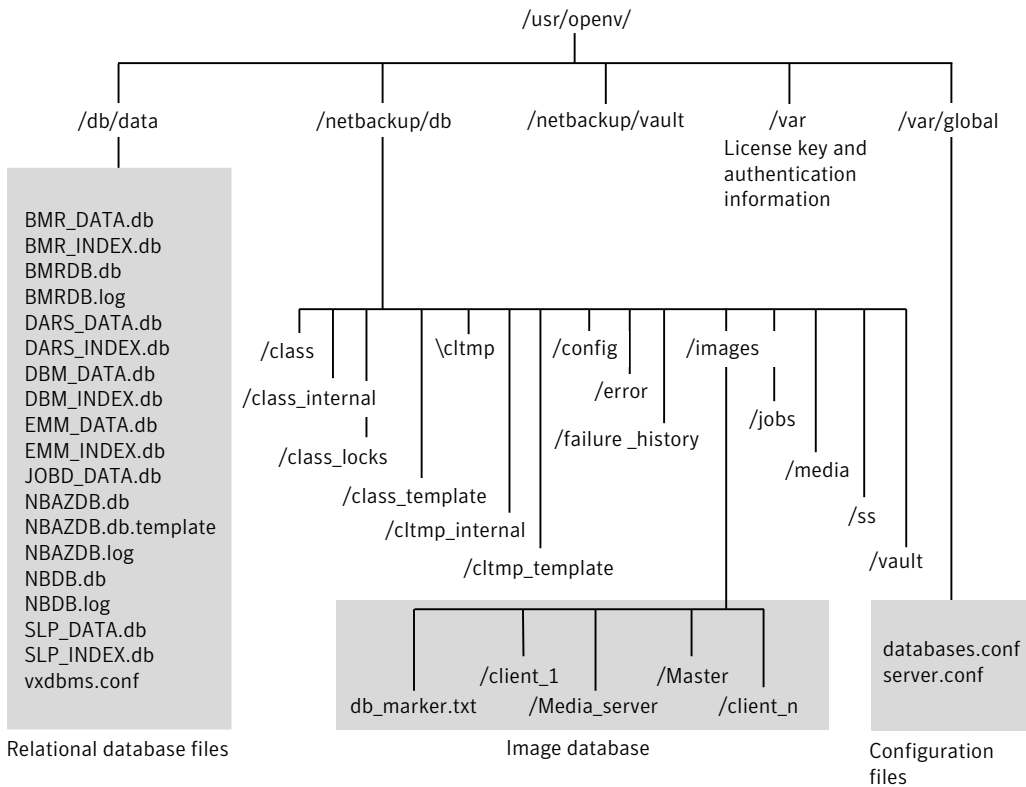 /usr/openv/
/db/data
/netbackup/db
/netbackup/vault
/var
/var/global
License key and
authentication
information
BMR_DATA.db
BMR_INDEX.db
BMRDB.db
BMRDB.log
DARS_DATA.db
DARS_INDEX.db
DBM_DATA.db
DBM_INDEX.db
EMM_DATA.db
EMM_INDEX.db
JOBD_DATA.db
NBAZDB.db
NBAZDB.db.template
NBAZDB.log
NBDB.db
NBDB.log
SLP_DATA.db
SLP_INDEX.db
vxdbms.conf
Relational database files
/class
\cltmp
/config
/images
/class_internal
/error
/jobs
/failure _history
/class_locks
/media
/class_template
/ss
/cltmp_internal
/vault
/cltmp_template
/client_1
/Master
db_marker.txt
/Media_server
/client_n
Image database
databases.conf
server.conf
Configuration
files